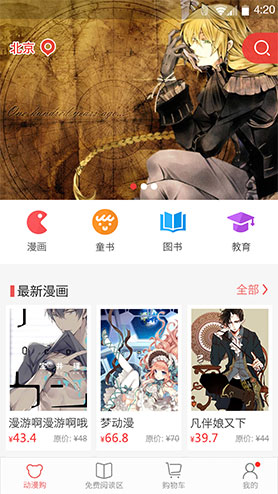 4:20
北京
漫画 童书 图书 教育
最新漫画 全部
漫游啊漫游啊哦 梦动漫 凡伴娘又下
¥43.4 原价: ¥48 ¥66.8 原价: ¥70 ¥39.7 原价: ¥44
动漫购 免费阅读区 购物车 我的